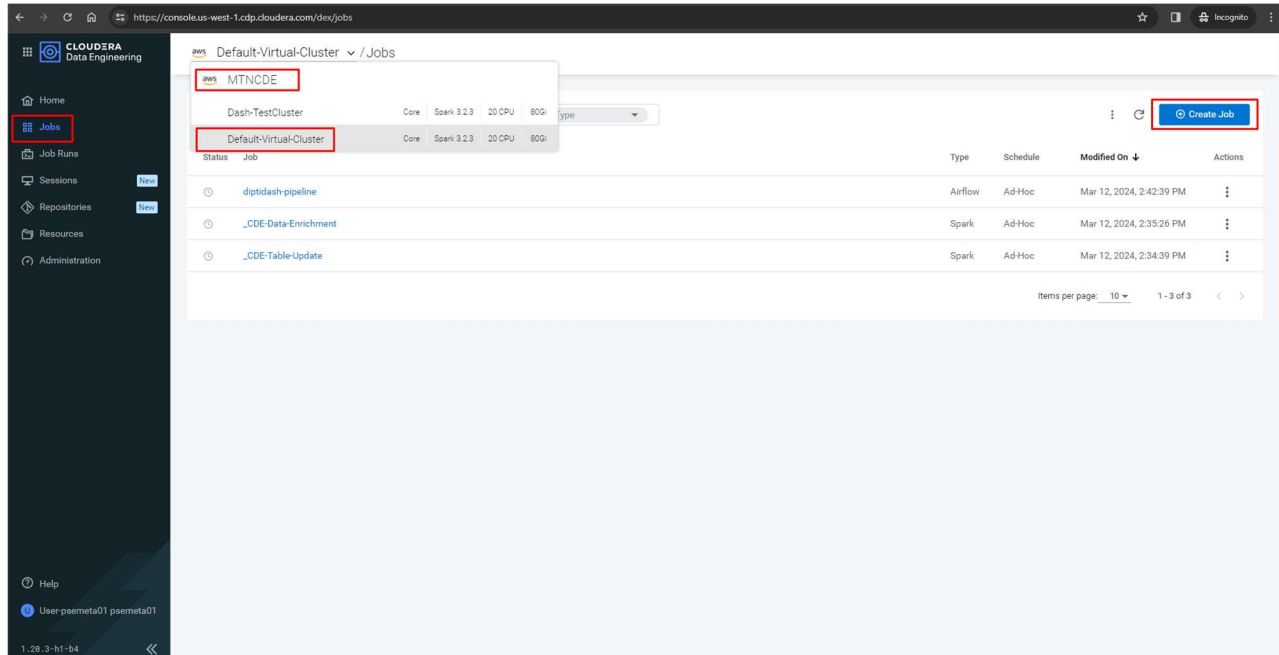 https://console.us-west-1.cdp.cloudera.com/dex/jobs
Incognito
CLOUDERA
Data Engineering
aws Default-Virtual-Cluster / Jobs
aws MTNCDE
Dash-TestCluster Core Spark 3.2.3 20 CPU 80Gi
Default-Virtual-Cluster Core Spark 3.2.3 20 CPU 80Gi
Create Job
Home
Jobs
Job Runs
Sessions New
Repositories New
Resources
Administration
Status Job Type Schedule Modified On Actions
diptidash-pipeline Airflow Ad-Hoc Mar 12, 2024, 2:42:39 PM
_CDE-Data-Enrichment Spark Ad-Hoc Mar 12, 2024, 2:35:26 PM
_CDE-Table-Update Spark Ad-Hoc Mar 12, 2024, 2:34:39 PM
Items per page: 10 1 - 3 of 3
Help
U User-psemeta01 psemeta01
1.20.3-h1-b4